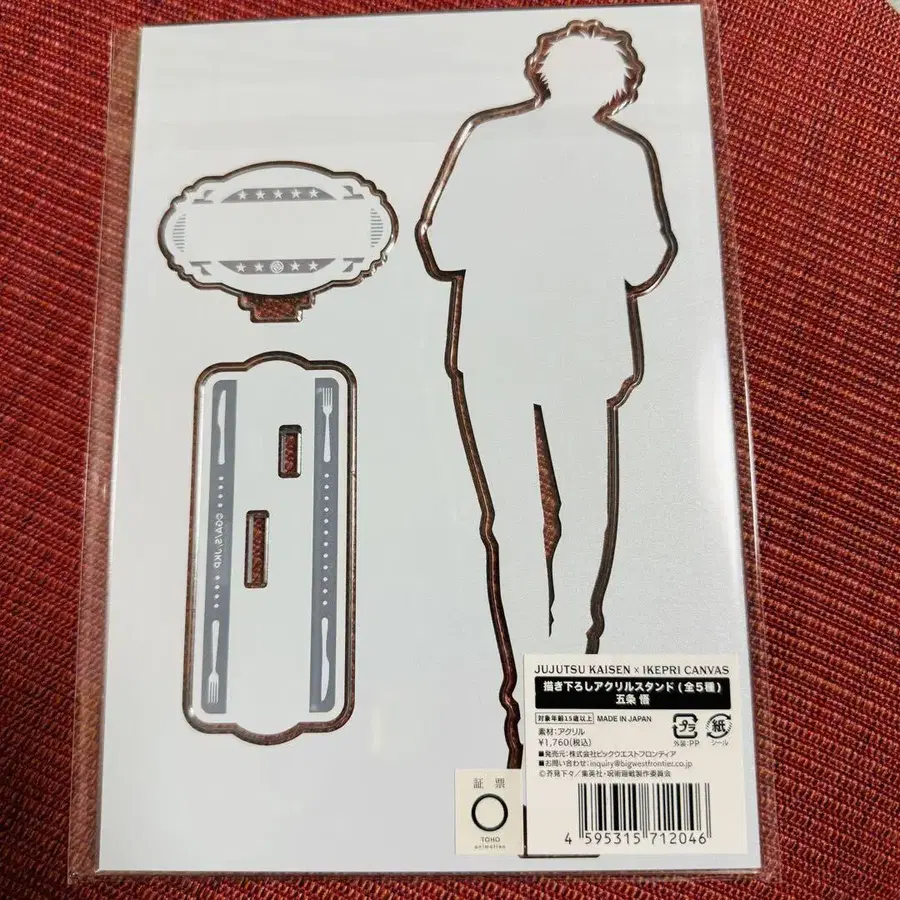 ©GA/S,JKP
JUJUTSU KAISEN × IKEPRI CANVAS
描き下ろしアクリルスタンド(全5種)
五条 悟
対象年齢15歳以上 MADE IN JAPAN
素材:アクリル
¥1,760(税込)
■発売元:株式会社ビックウエストフロンティア
■お問い合わせ:inquiry@bigwestfrontier.co.jp
©芥見下々/集英社・呪術廻戦製作委員会
プラ
外装:PP
紙
シール
4 595315 712046
証 票
TOHO
animation